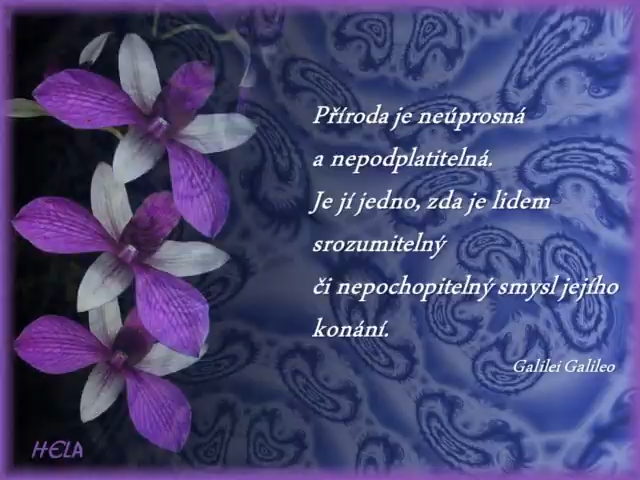 Příroda je neúprosná
a nepodplatitelná.
Je jí jedno, zda je lidem
srozumitelný
či nepochopitelný smysl jejího
konání.
Galilei Galileo
HELA